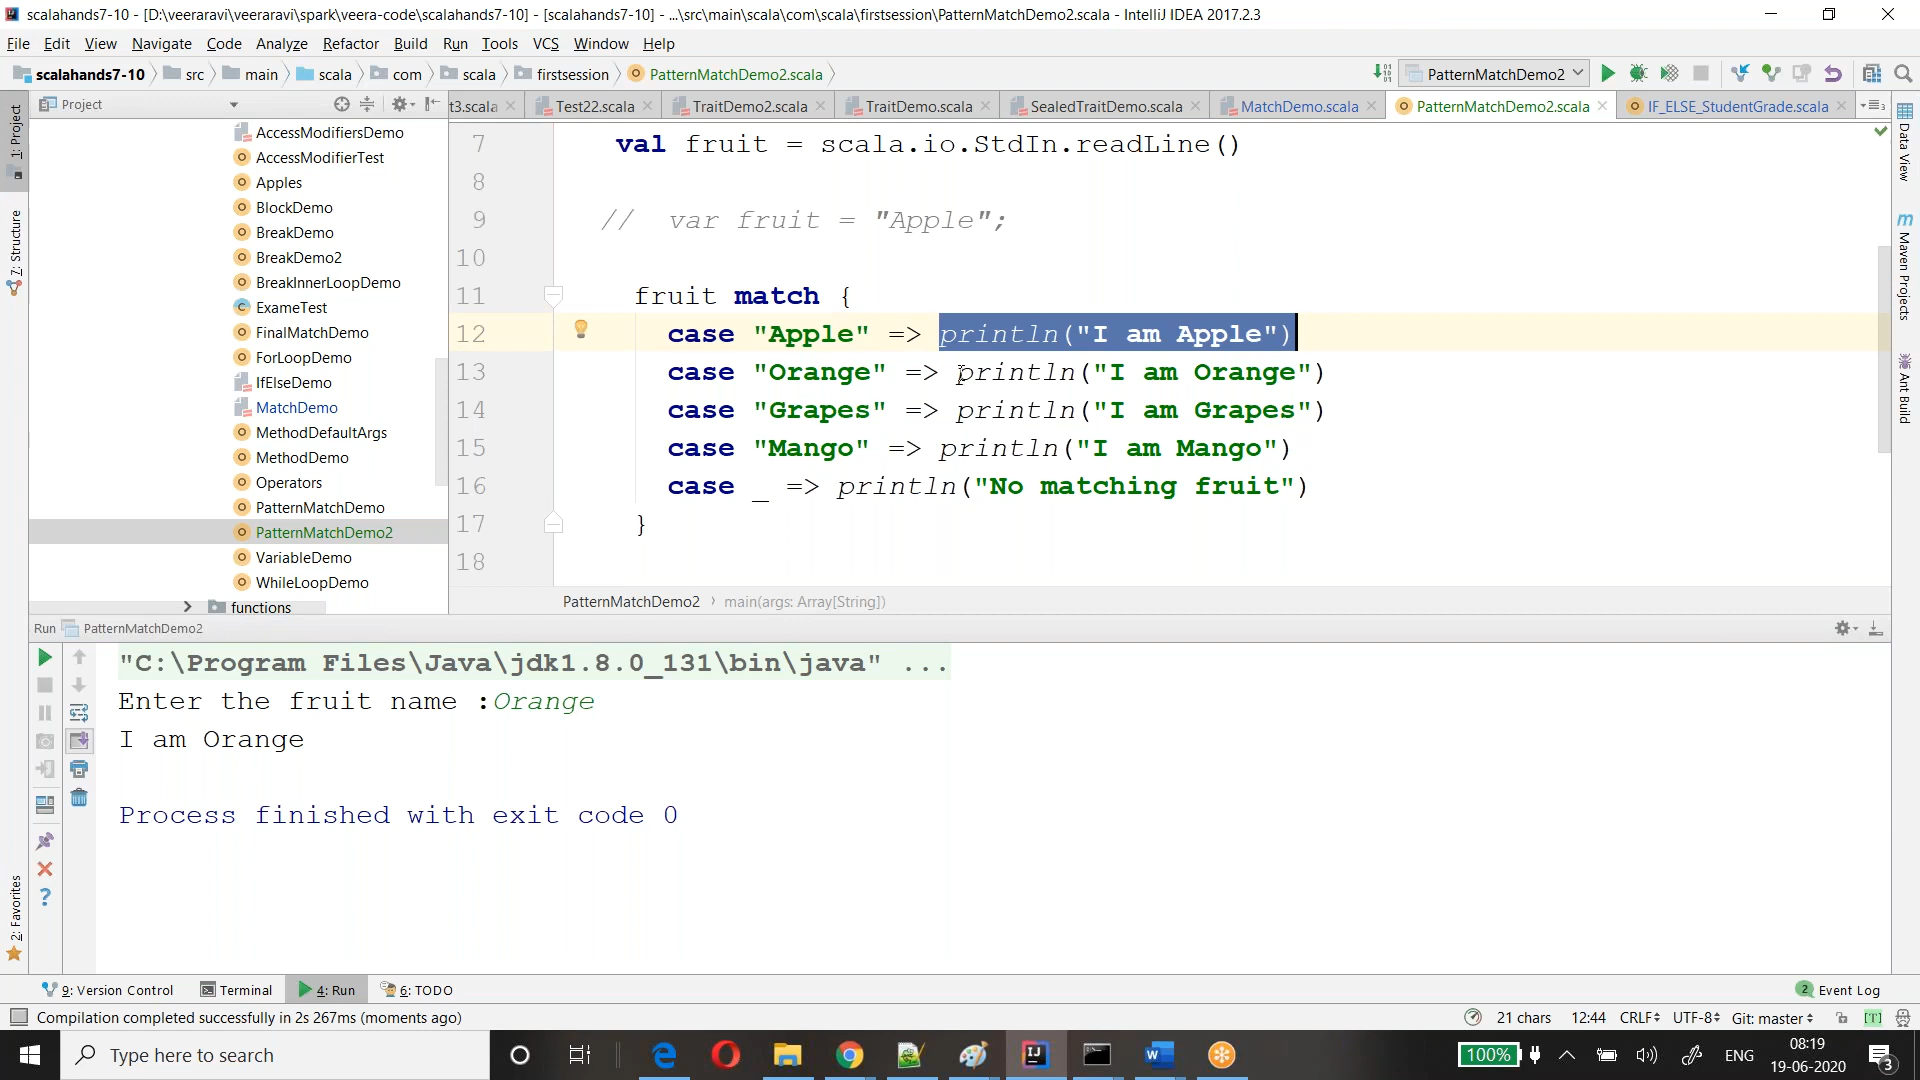 scalahands7-10 - [D:\veeraravi\veeraravi\spark\veera-code\scalahands7-10] - [scalahands7-10] - ...\src\main\scala\com\scala\firstsession\PatternMatchDemo2.scala - IntelliJ IDEA 2017.2.3
File Edit View Navigate Code Analyze Refactor Build Run Tools VCS Window Help
scalahands7-10 src main scala com scala firstsession PatternMatchDemo2.scala
PatternMatchDemo2
1: Project
7: Structure
2: Favorites
Project
AccessModifiersDemo
AccessModifierTest
Apples
BlockDemo
BreakDemo
BreakDemo2
BreakInnerLoopDemo
ExameTest
FinalMatchDemo
ForLoopDemo
IfElseDemo
MatchDemo
MethodDefaultArgs
MethodDemo
Operators
PatternMatchDemo
PatternMatchDemo2
VariableDemo
WhileLoopDemo
functions
t3.scala Test22.scala TraitDemo2.scala TraitDemo.scala SealedTraitDemo.scala MatchDemo.scala PatternMatchDemo2.scala IF_ELSE_StudentGrade.scala
7 val fruit = scala.io.StdIn.readLine()
8
9 // var fruit = "Apple";
10
11 fruit match {
12 case "Apple" => println("I am Apple")
13 case "Orange" => println("I am Orange")
14 case "Grapes" => println("I am Grapes")
15 case "Mango" => println("I am Mango")
16 case _ => println("No matching fruit")
17 }
18
PatternMatchDemo2 › main(args: Array[String])
Data View
Maven Projects
Ant Build
Run PatternMatchDemo2
"C:\Program Files\Java\jdk1.8.0_131\bin\java" ...
Enter the fruit name :Orange
I am Orange
Process finished with exit code 0
9: Version Control Terminal 4: Run 6: TODO 2 Event Log
Compilation completed successfully in 2s 267ms (moments ago) 21 chars 12:44 CRLF UTF-8 Git: master [T]
Type here to search
100% ENG 08:19
19-06-2020
3